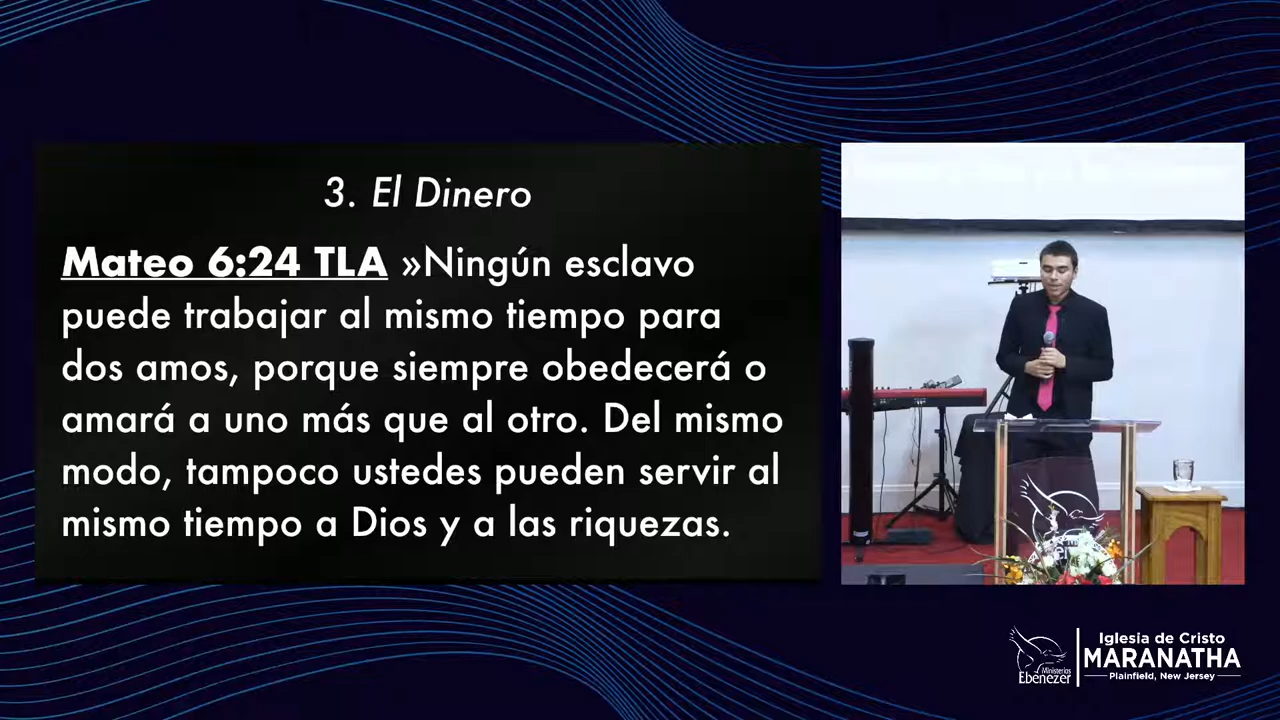 3. El Dinero
Mateo 6:24 TLA »Ningún esclavo
puede trabajar al mismo tiempo para
dos amos, porque siempre obedecerá o
amará a uno más que al otro. Del mismo
modo, tampoco ustedes pueden servir al
mismo tiempo a Dios y a las riquezas.
Ministerios
Ebenezer
Iglesia de Cristo
MARANATHA
Plainfield, New Jersey